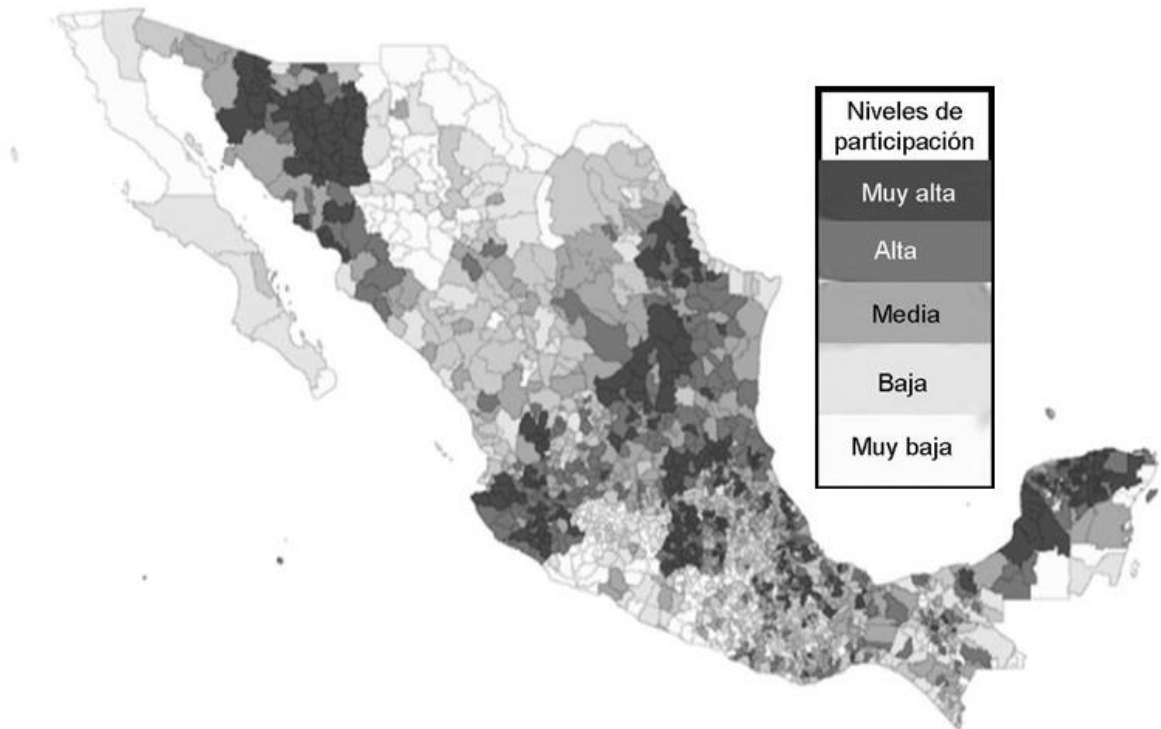 Niveles de
participación
Muy alta
Alta
Media
Baja
Muy baja